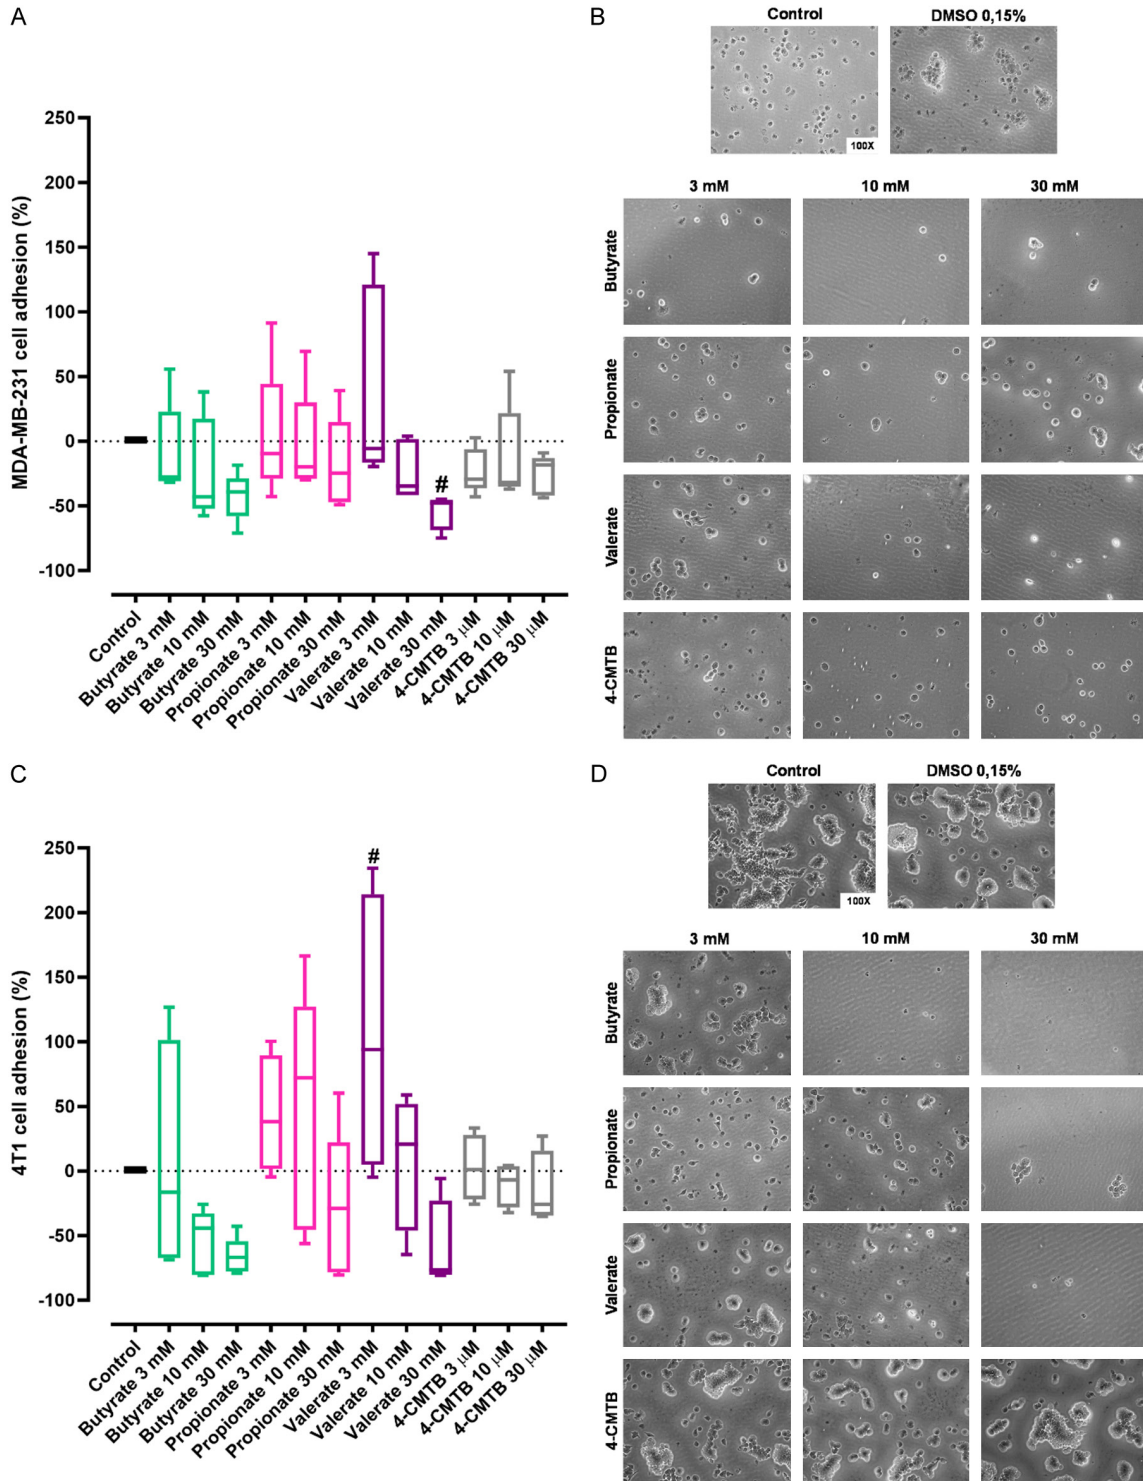 A
MDA-MB-231 cell adhesion (%)
250
200
150
100
50
0
-50
-100
#
Control
Butyrate 3 mM
Butyrate 10 mM
Butyrate 30 mM
Propionate 3 mM
Propionate 10 mM
Propionate 30 mM
Valerate 3 mM
Valerate 10 mM
Valerate 30 mM
4-CMTB 3 μM
4-CMTB 10 μM
4-CMTB 30 μM
B
Control DMSO 0,15%
100X
3 mM 10 mM 30 mM
Butyrate
Propionate
Valerate
4-CMTB
C
4T1 cell adhesion (%)
250
200
150
100
50
0
-50
-100
#
Control
Butyrate 3 mM
Butyrate 10 mM
Butyrate 30 mM
Propionate 3 mM
Propionate 10 mM
Propionate 30 mM
Valerate 3 mM
Valerate 10 mM
Valerate 30 mM
4-CMTB 3 μM
4-CMTB 10 μM
4-CMTB 30 μM
D
Control DMSO 0,15%
100X
3 mM 10 mM 30 mM
Butyrate
Propionate
Valerate
4-CMTB